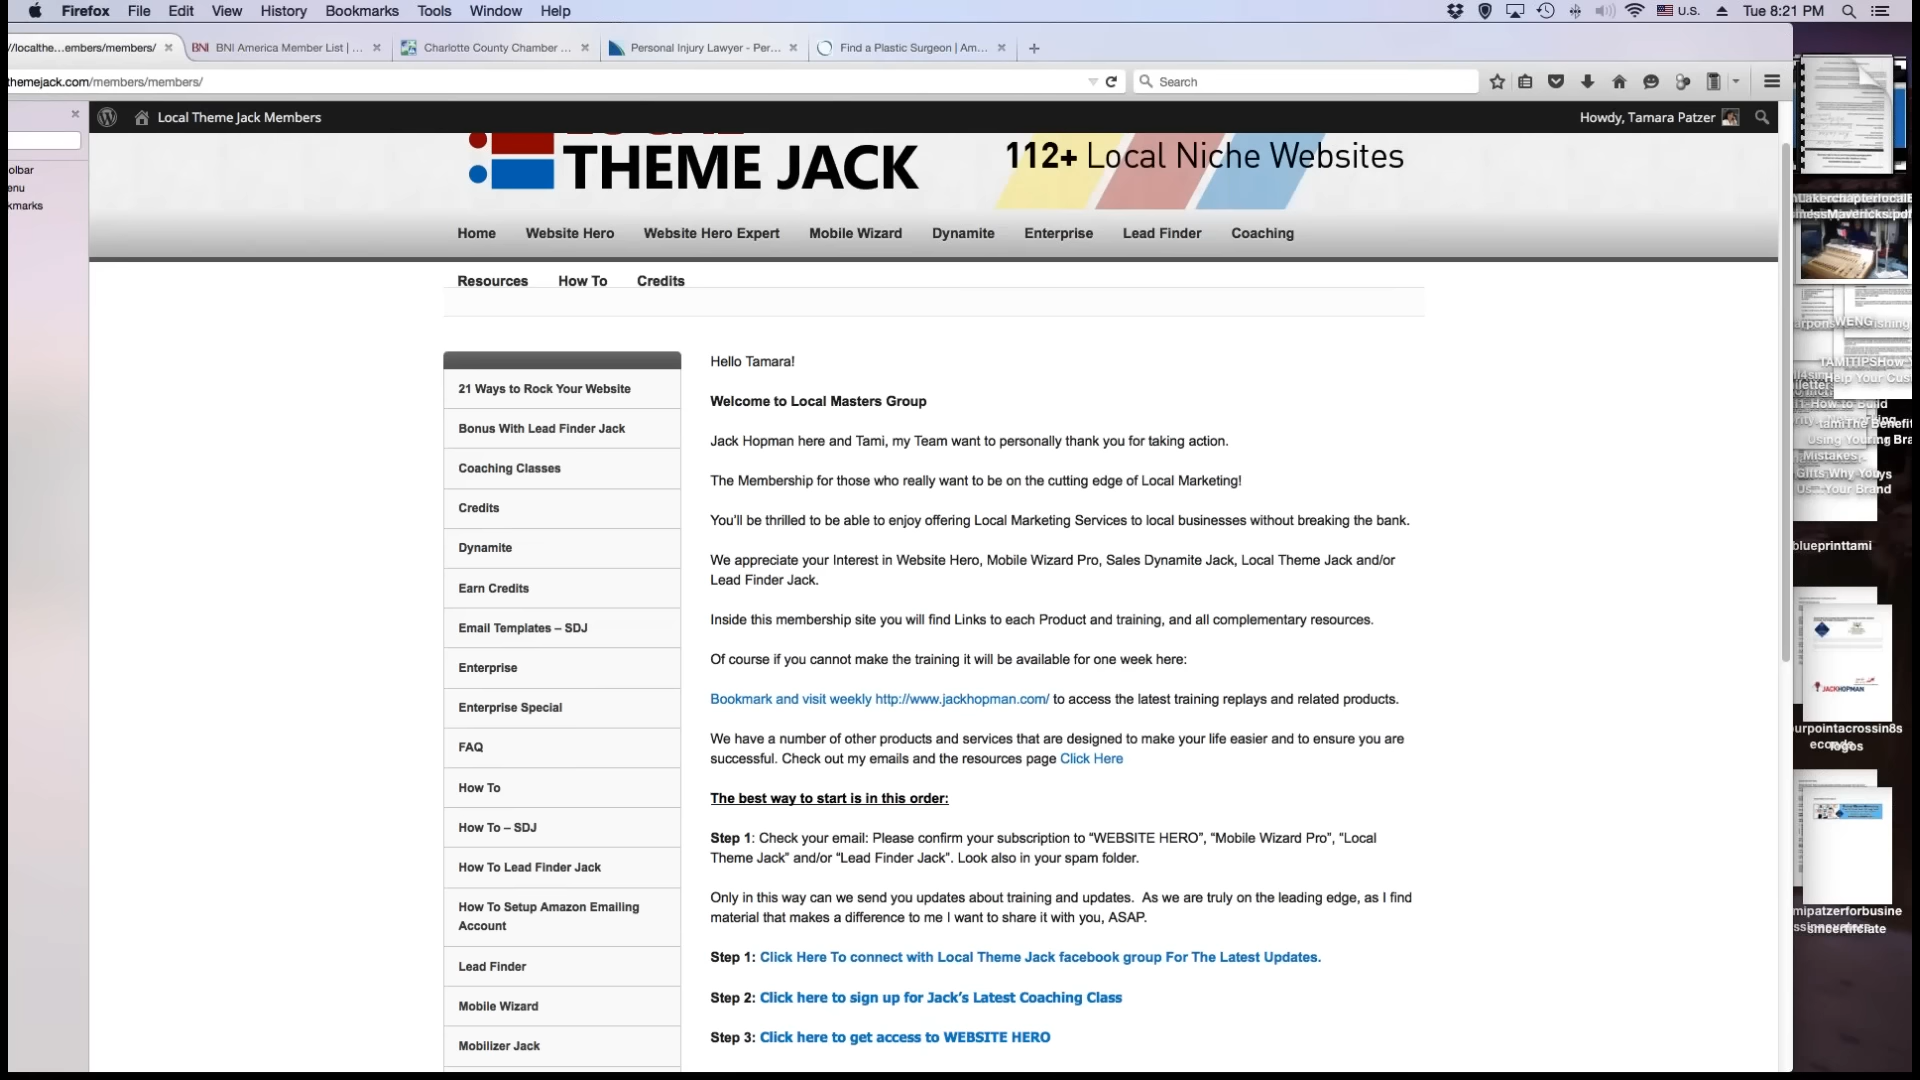 Firefox File Edit View History Bookmarks Tools Window Help U.S. Tue 8:21 PM
//localthe...embers/members/ BNI America Member List | ... Charlotte County Chamber ... Personal Injury Lawyer - Per... Find a Plastic Surgeon | Am...
themejack.com/members/members/ Search
Local Theme Jack Members Howdy, Tamara Patzer
olbar
enu
kmarks
THEME JACK 112+ Local Niche Websites
Home Website Hero Website Hero Expert Mobile Wizard Dynamite Enterprise Lead Finder Coaching
Resources How To Credits
21 Ways to Rock Your Website
Bonus With Lead Finder Jack
Coaching Classes
Credits
Dynamite
Earn Credits
Email Templates – SDJ
Enterprise
Enterprise Special
FAQ
How To
How To – SDJ
How To Lead Finder Jack
How To Setup Amazon Emailing
Account
Lead Finder
Mobile Wizard
Mobilizer Jack
Hello Tamara!
Welcome to Local Masters Group
Jack Hopman here and Tami, my Team want to personally thank you for taking action.
The Membership for those who really want to be on the cutting edge of Local Marketing!
You’ll be thrilled to be able to enjoy offering Local Marketing Services to local businesses without breaking the bank.
We appreciate your Interest in Website Hero, Mobile Wizard Pro, Sales Dynamite Jack, Local Theme Jack and/or
Lead Finder Jack.
Inside this membership site you will find Links to each Product and training, and all complementary resources.
Of course if you cannot make the training it will be available for one week here:
Bookmark and visit weekly http://www.jackhopman.com/ to access the latest training replays and related products.
We have a number of other products and services that are designed to make your life easier and to ensure you are
successful. Check out my emails and the resources page Click Here
The best way to start is in this order:
Step 1: Check your email: Please confirm your subscription to “WEBSITE HERO”, “Mobile Wizard Pro”, “Local
Theme Jack” and/or “Lead Finder Jack”. Look also in your spam folder.
Only in this way can we send you updates about training and updates. As we are truly on the leading edge, as I find
material that makes a difference to me I want to share it with you, ASAP.
Step 1: Click Here To connect with Local Theme Jack facebook group For The Latest Updates.
Step 2: Click here to sign up for Jack’s Latest Coaching Class
Step 3: Click here to get access to WEBSITE HERO
blueprinttami
JACKHOPMAN
urpointacrossin8s
logos
mipatzerforbusine